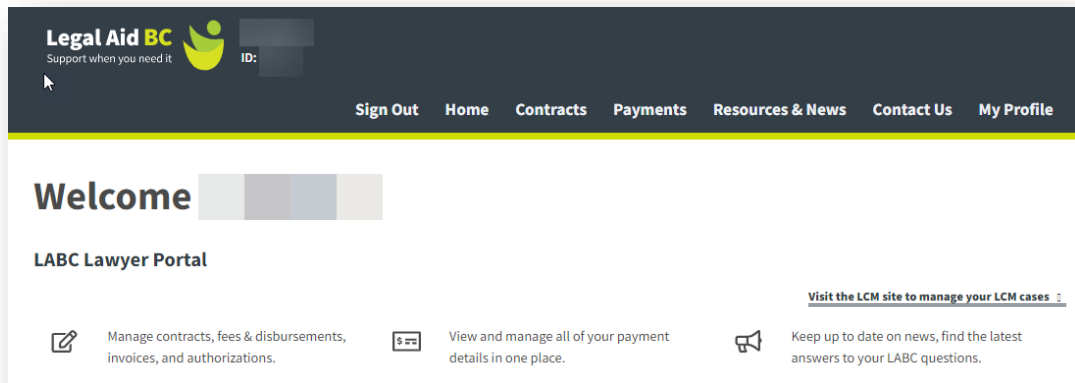 Legal Aid BC
Support when you need it
ID:
Sign Out Home Contracts Payments Resources & News Contact Us My Profile
Welcome
LABC Lawyer Portal
Visit the LCM site to manage your LCM cases
Manage contracts, fees & disbursements,
invoices, and authorizations.
View and manage all of your payment
details in one place.
Keep up to date on news, find the latest
answers to your LABC questions.